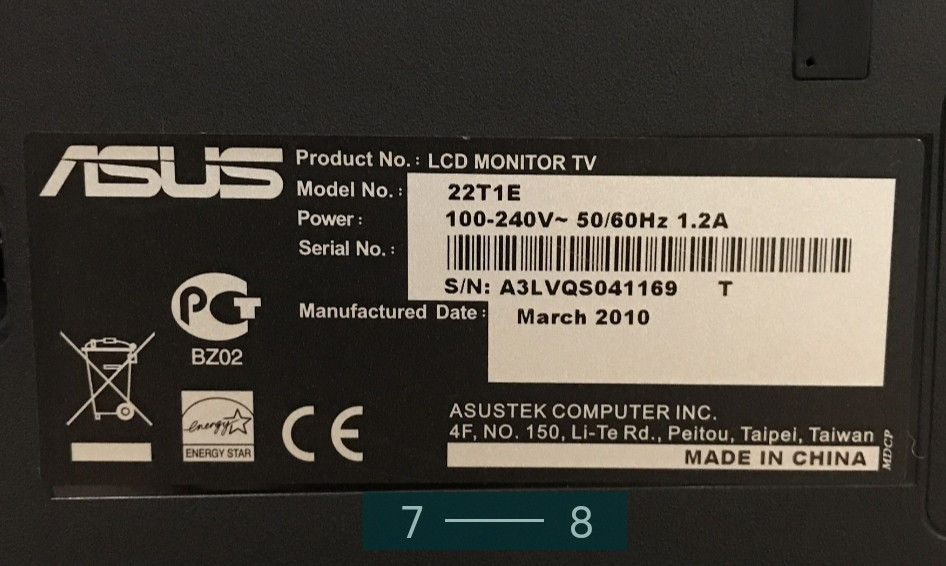 ASUS
Product No. : LCD MONITOR TV
Model No. : 22T1E
Power : 100-240V~ 50/60Hz 1.2A
Serial No. :
S/N: A3LVQS041169 T
Manufactured Date : March 2010
PCT
BZ02
energy
ENERGY STAR
CE
ASUSTEK COMPUTER INC.
4F, NO. 150, Li-Te Rd., Peitou, Taipei, Taiwan
MADE IN CHINA
MDCP
7 — 8